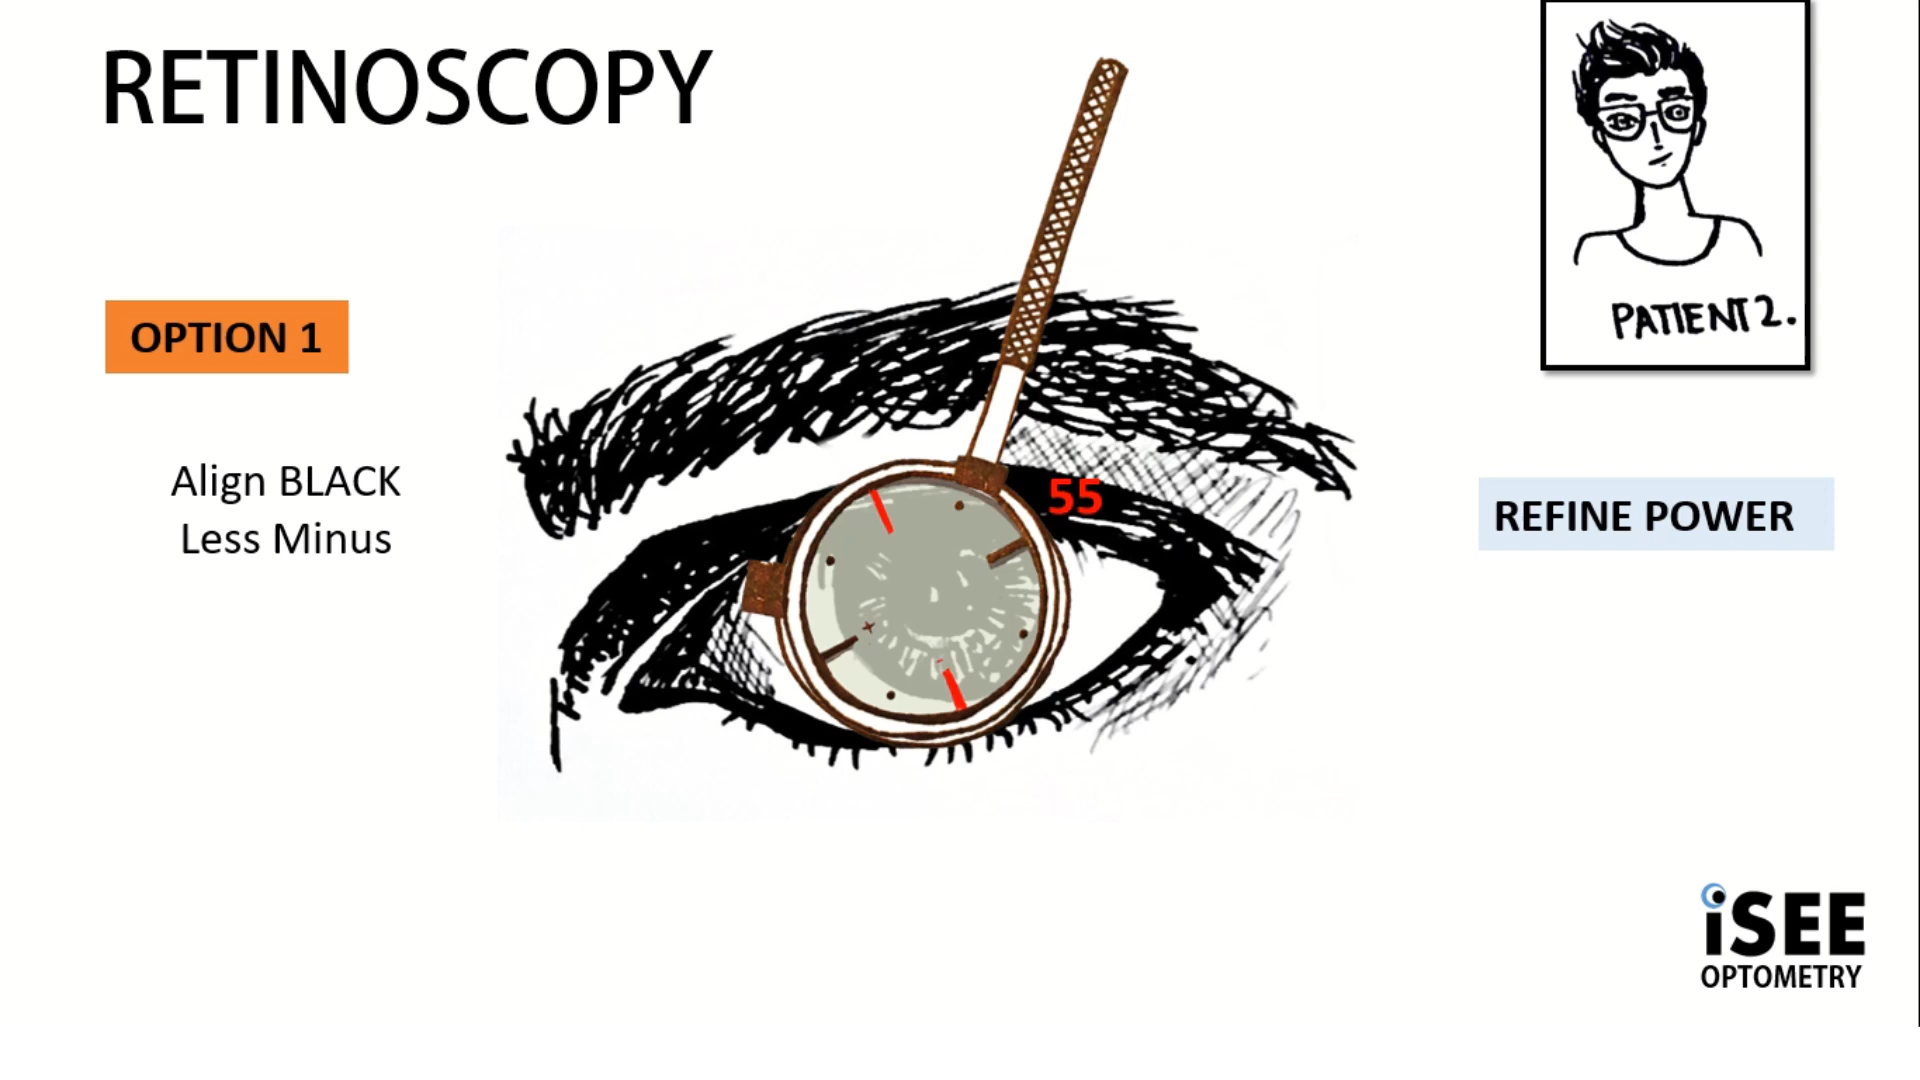 RETINOSCOPY
PATIENT 2.
OPTION 1
Align BLACK
Less Minus
55
REFINE POWER
iSEE
OPTOMETRY